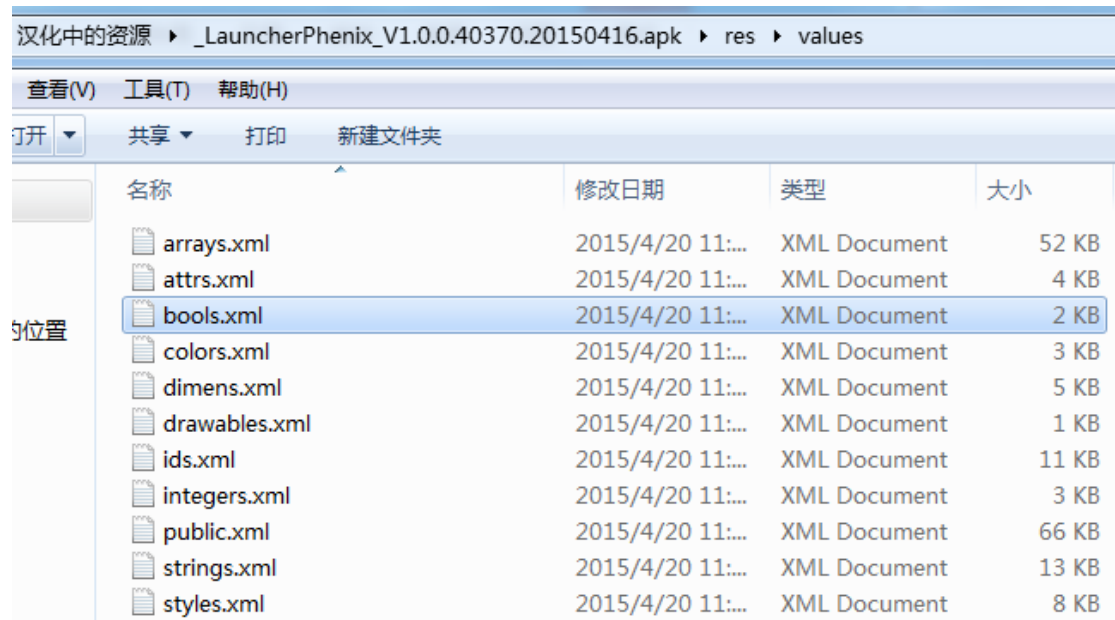 汉化中的资源 ▸ _LauncherPhenix_V1.0.0.40370.20150416.apk ▸ res ▸ values
查看(V) 工具(T) 帮助(H)
打开 共享 打印 新建文件夹
名称 修改日期 类型 大小
arrays.xml 2015/4/20 11:... XML Document 52 KB
attrs.xml 2015/4/20 11:... XML Document 4 KB
bools.xml 2015/4/20 11:... XML Document 2 KB
的位置
colors.xml 2015/4/20 11:... XML Document 3 KB
dimens.xml 2015/4/20 11:... XML Document 5 KB
drawables.xml 2015/4/20 11:... XML Document 1 KB
ids.xml 2015/4/20 11:... XML Document 11 KB
integers.xml 2015/4/20 11:... XML Document 3 KB
public.xml 2015/4/20 11:... XML Document 66 KB
strings.xml 2015/4/20 11:... XML Document 13 KB
styles.xml 2015/4/20 11:... XML Document 8 KB